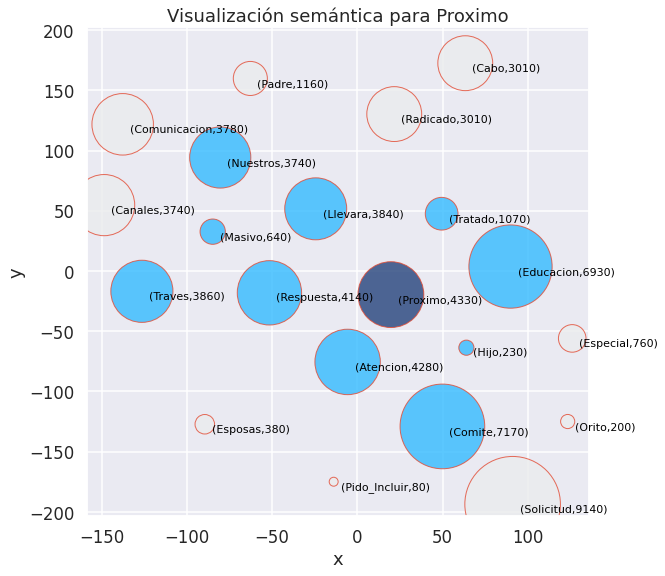 Visualización semántica para Proximo
200
(Cabo,3010)
(Padre,1160)
150
(Radicado,3010)
(Comunicacion,3780)
100
(Nuestros,3740)
50
(Canales,3740)
(Llevara,3840)
(Tratado,1070)
(Masivo,640)
y
0
(Educacion,6930)
(Traves,3860)
(Respuesta,4140)
(Proximo,4330)
−50
(Especial,760)
(Hijo,230)
(Atencion,4280)
−100
(Esposas,380)
(Orito,200)
(Comite,7170)
−150
(Pido_Incluir,80)
−200
(Solicitud,9140)
−150 −100 −50 0 50 100
x